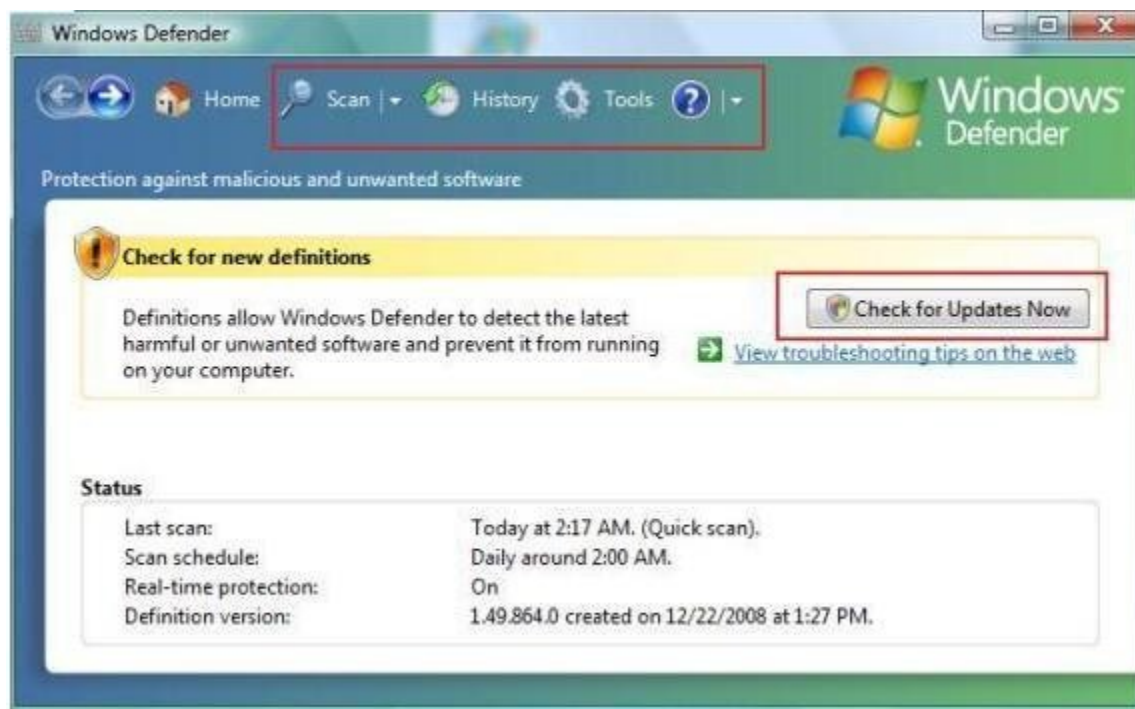 Windows Defender
Home Scan History Tools
Windows
Defender
Protection against malicious and unwanted software
Check for new definitions
Definitions allow Windows Defender to detect the latest
harmful or unwanted software and prevent it from running
on your computer.
Check for Updates Now
View troubleshooting tips on the web
Status
Last scan: Today at 2:17 AM. (Quick scan).
Scan schedule: Daily around 2:00 AM.
Real-time protection: On
Definition version: 1.49.864.0 created on 12/22/2008 at 1:27 PM.